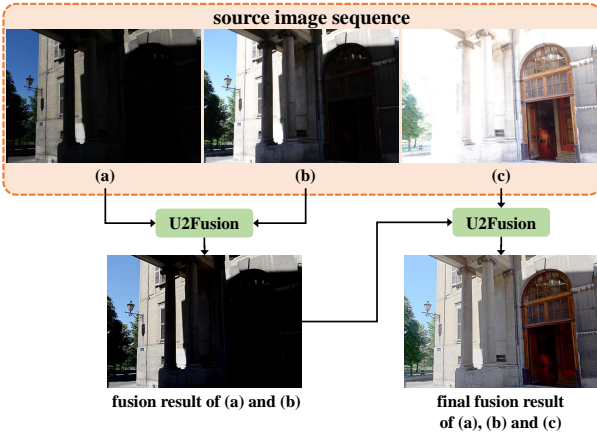 source image sequence
(a)
(b)
(c)
U2Fusion
U2Fusion
fusion result of (a) and (b)
final fusion result
of (a), (b) and (c)